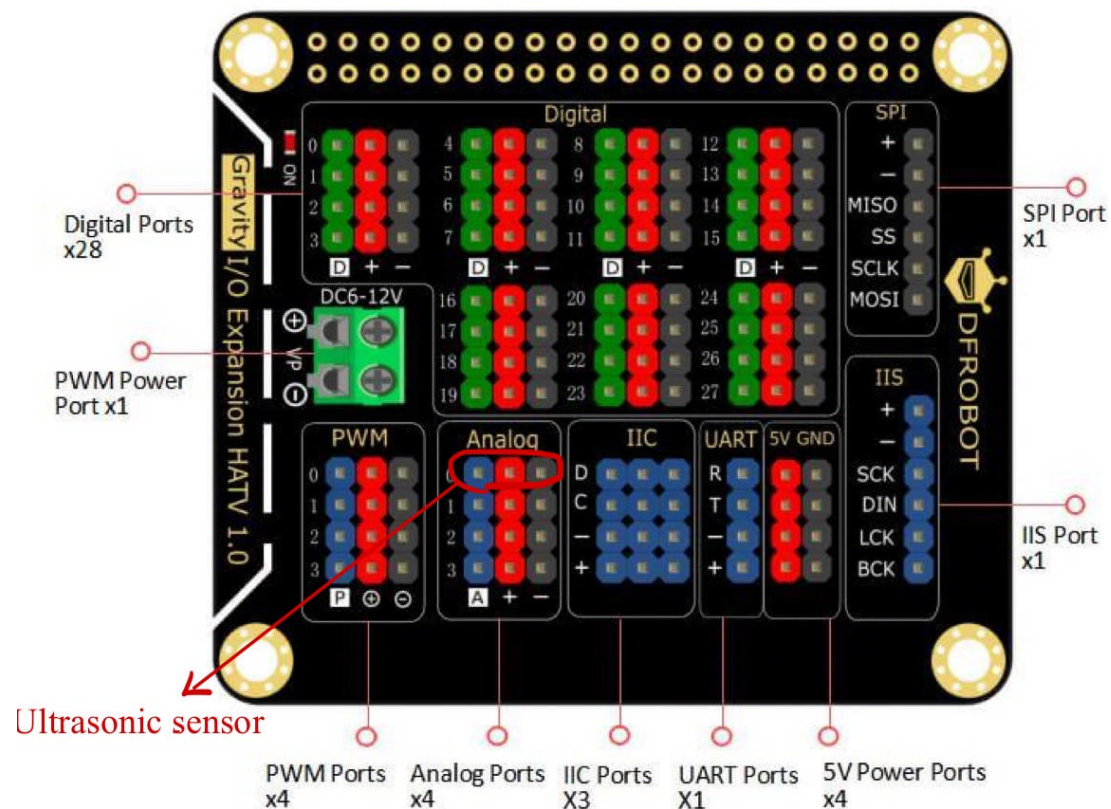 Digital
SPI
0
1
2
3
4
5
6
7
8
9
10
11
12
13
14
15
D + −
D + −
D + −
D + −
+
−
MISO
SS
SCLK
MOSI
ON
Gravity I/O Expansion HAT V 1.0
Digital Ports
x28
SPI Port
x1
DC6-12V
+
VP
−
16
17
18
19
20
21
22
23
24
25
26
27
DFROBOT
PWM Power
Port x1
IIS
+
−
SCK
DIN
LCK
BCK
IIS Port
x1
PWM
0
1
2
3
P + −
Analog
0
1
2
3
A + −
IIC
D
C
−
+
UART
R
T
−
+
5V GND
Ultrasonic sensor
PWM Ports
x4
Analog Ports
x4
IIC Ports
X3
UART Ports
X1
5V Power Ports
x4